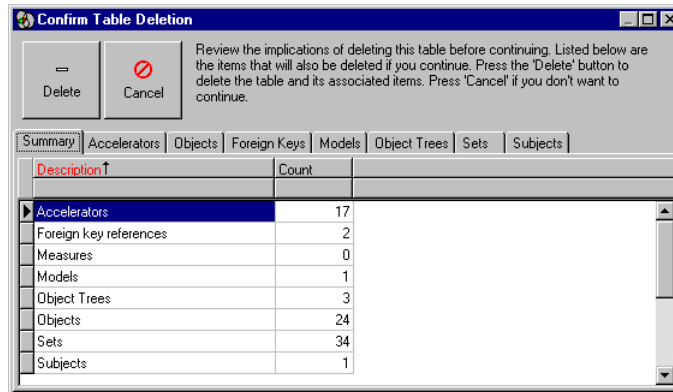 Confirm Table Deletion
Delete
Cancel
Review the implications of deleting this table before continuing. Listed below are
the items that will also be deleted if you continue. Press the 'Delete' button to
delete the table and its associated items. Press 'Cancel' if you don't want to
continue.
Summary Accelerators Objects Foreign Keys Models Object Trees Sets Subjects
Description↑ Count
Accelerators 17
Foreign key references 2
Measures 0
Models 1
Object Trees 3
Objects 24
Sets 34
Subjects 1